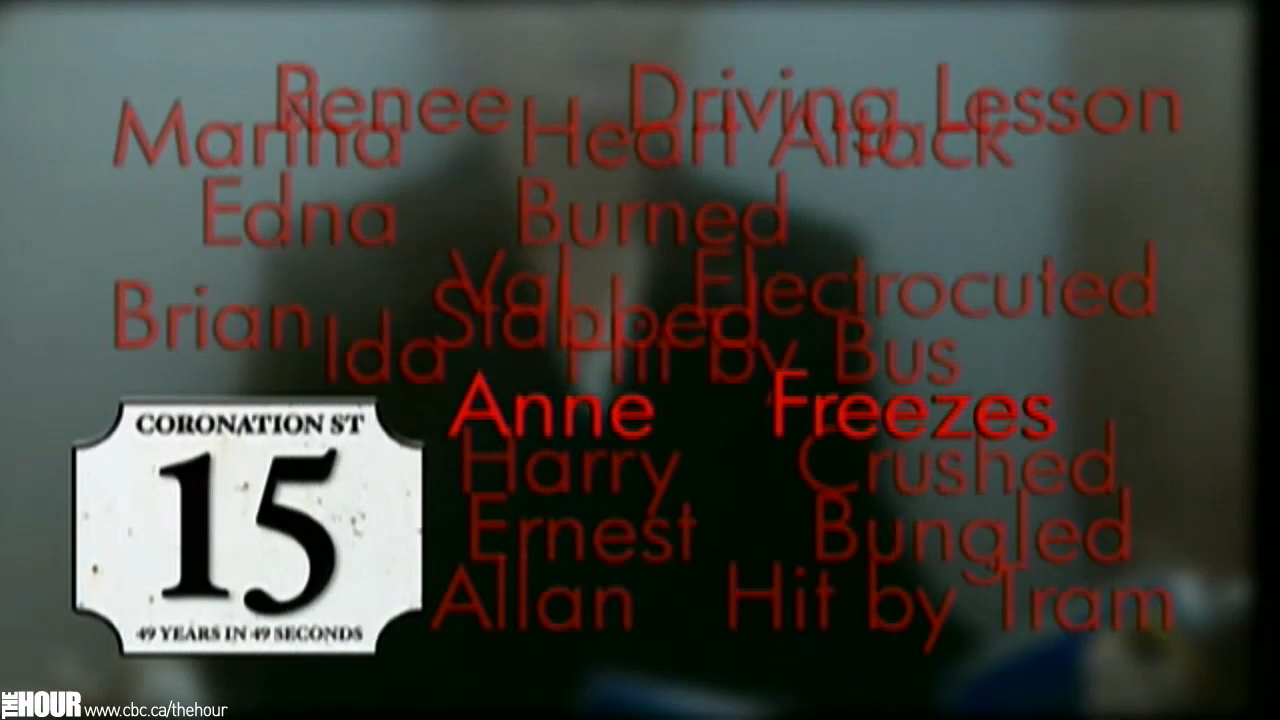 Renee Driving Lesson
Martha Heart Attack
Edna Burned
Val Electrocuted
Brian Stabbed
Ida Hit by Bus
Anne Freezes
Harry Crushed
Ernest Bungled
Allan Hit by Tram
CORONATION ST
15
49 YEARS IN 49 SECONDS
THE HOUR www.cbc.ca/thehour